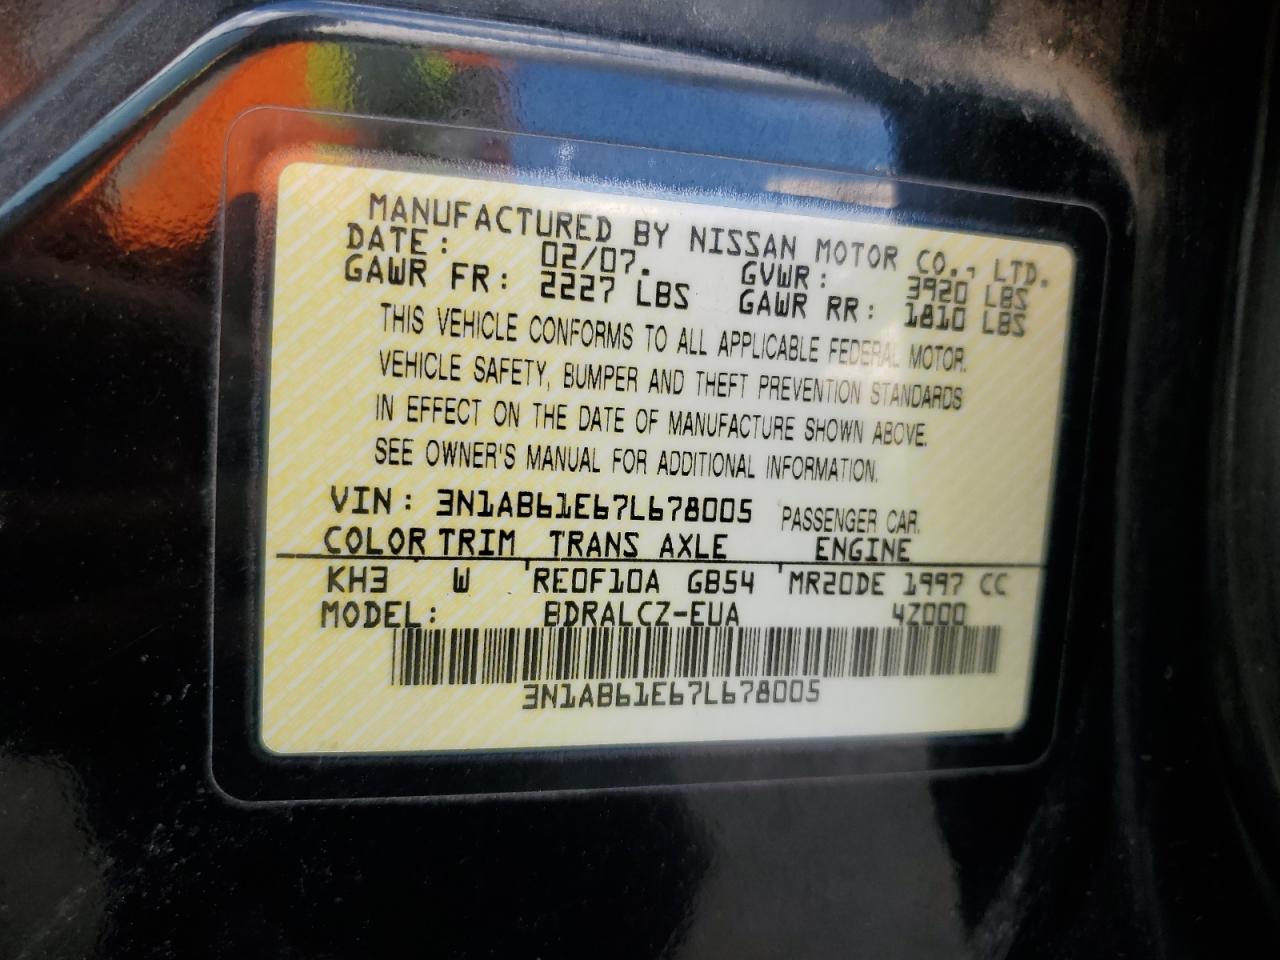 MANUFACTURED BY NISSAN MOTOR CO., LTD.
DATE: 02/07. GVWR: 3920 LBS
GAWR FR: 2227 LBS GAWR RR: 1810 LBS
THIS VEHICLE CONFORMS TO ALL APPLICABLE FEDERAL MOTOR.
VEHICLE SAFETY, BUMPER AND THEFT PREVENTION STANDARDS
IN EFFECT ON THE DATE OF MANUFACTURE SHOWN ABOVE.
SEE OWNER'S MANUAL FOR ADDITIONAL INFORMATION.
VIN: 3N1AB61E67L678005 PASSENGER CAR.
COLOR TRIM TRANS AXLE ENGINE
KH3 W RE0F10A GB54 MR20DE 1997 CC
MODEL: BDRALCZ-EUA 4Z000
3N1AB61E67L678005